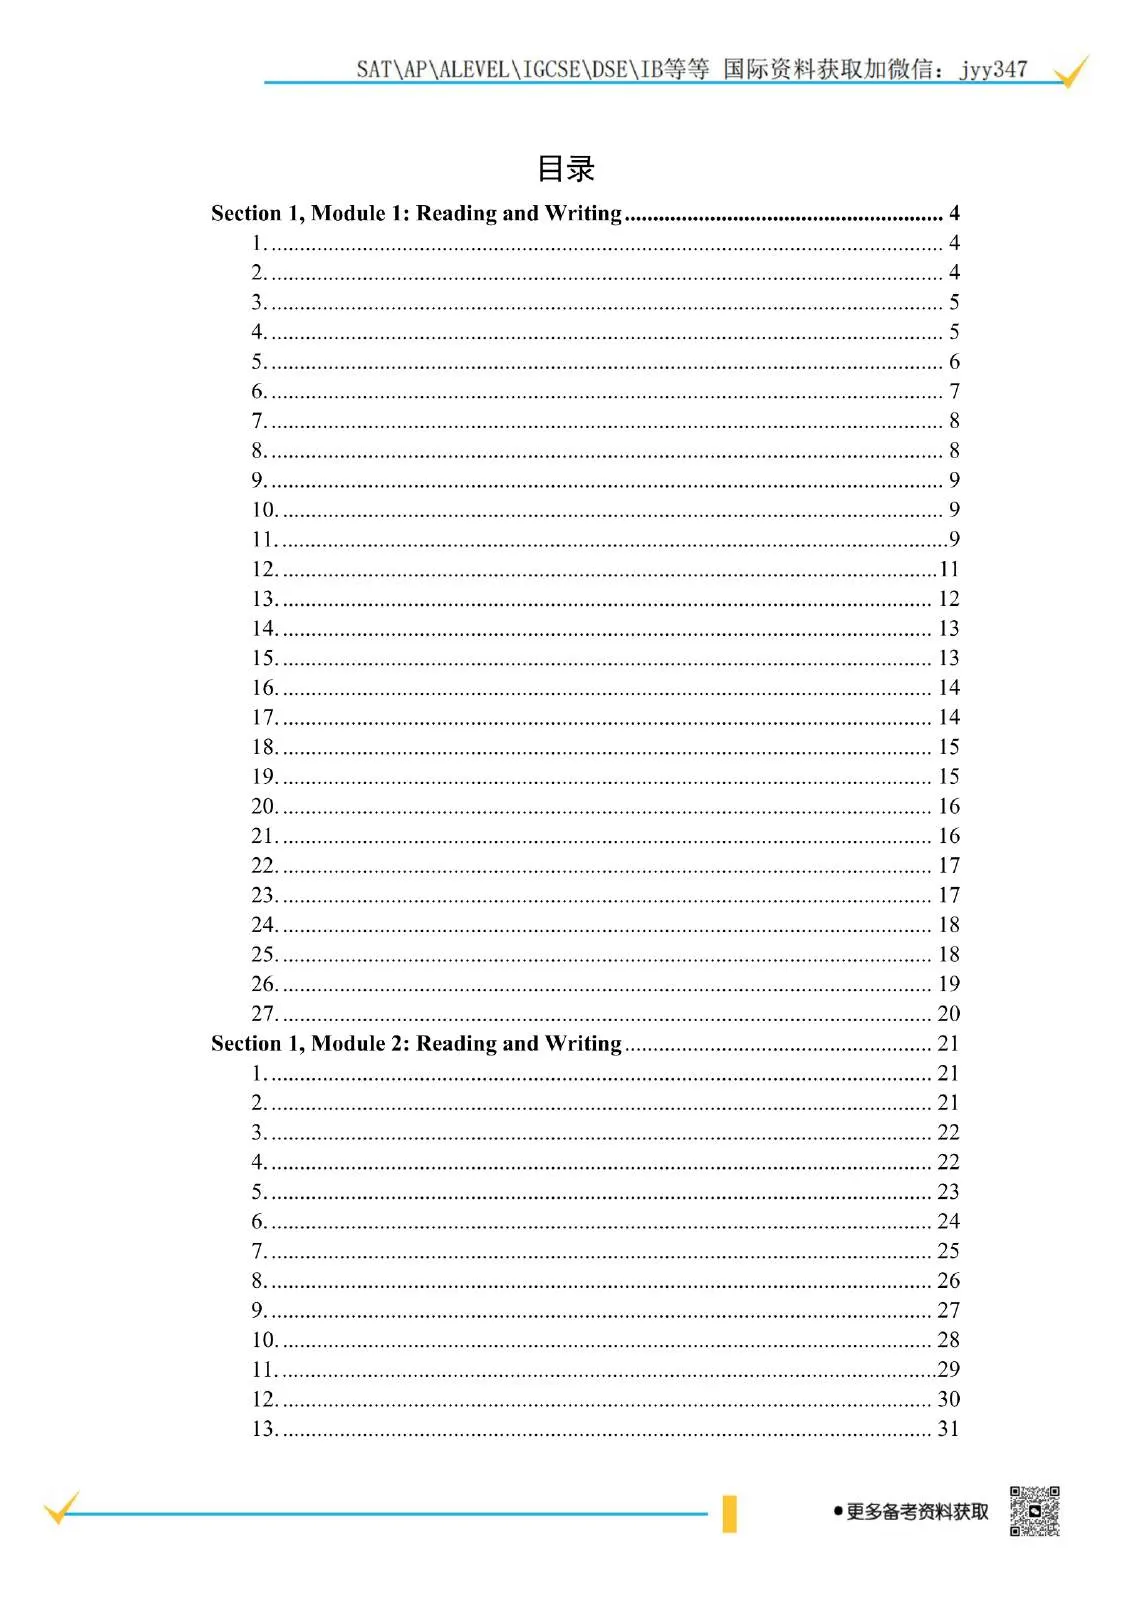 SAT\AP\ALEVEL\IGCSE\DSE\IB等等 国际资料获取加微信：jyy347
目录
Section 1, Module 1: Reading and Writing........................................................ 4
1. ........................................................ 4
2. ........................................................ 4
3. ........................................................ 5
4. ........................................................ 5
5. ........................................................ 6
6. ........................................................ 7
7. ........................................................ 8
8. ........................................................ 8
9. ........................................................ 9
10. ........................................................ 9
11. ........................................................9
12. ........................................................11
13. ........................................................ 12
14. ........................................................ 13
15. ........................................................ 13
16. ........................................................ 14
17. ........................................................ 14
18. ........................................................ 15
19. ........................................................ 15
20. ........................................................ 16
21. ........................................................ 16
22. ........................................................ 17
23. ........................................................ 17
24. ........................................................ 18
25. ........................................................ 18
26. ........................................................ 19
27. ........................................................ 20
Section 1, Module 2: Reading and Writing........................................................ 21
1. ........................................................ 21
2. ........................................................ 21
3. ........................................................ 22
4. ........................................................ 22
5. ........................................................ 23
6. ........................................................ 24
7. ........................................................ 25
8. ........................................................ 26
9. ........................................................ 27
10. ........................................................ 28
11. ........................................................29
12. ........................................................ 30
13. ........................................................ 31
•更多备考资料获取